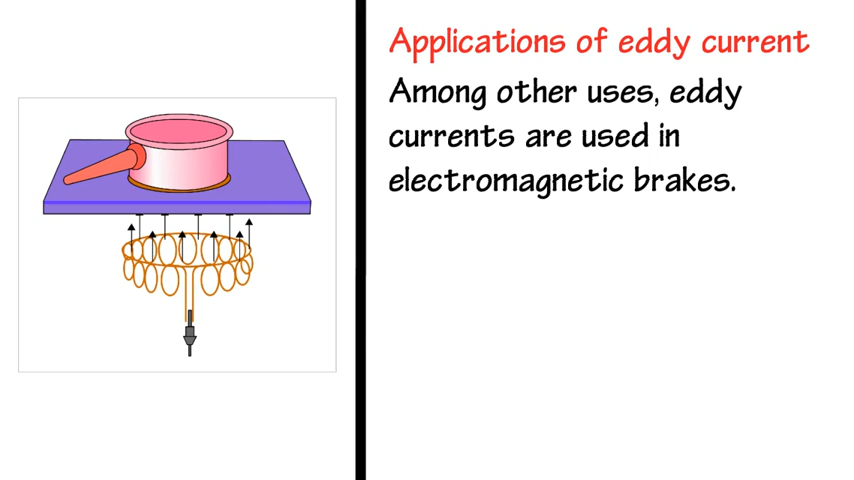 Applications of eddy current
Among other uses, eddy
currents are used in
electromagnetic brakes.